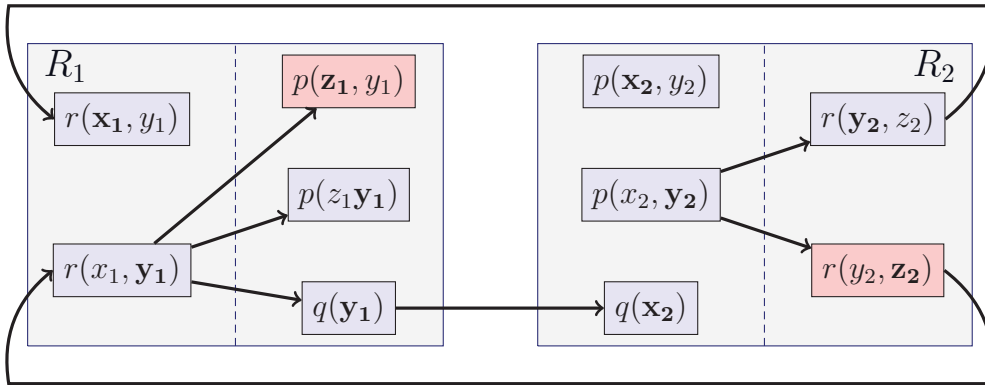 R₁
r(𝐱₁, y₁)
r(x₁, 𝐲₁)
p(𝐳₁, y₁)
p(z₁𝐲₁)
q(𝐲₁)
p(𝐱₂, y₂)
p(x₂, 𝐲₂)
q(𝐱₂)
R₂
r(𝐲₂, z₂)
r(y₂, 𝐳₂)